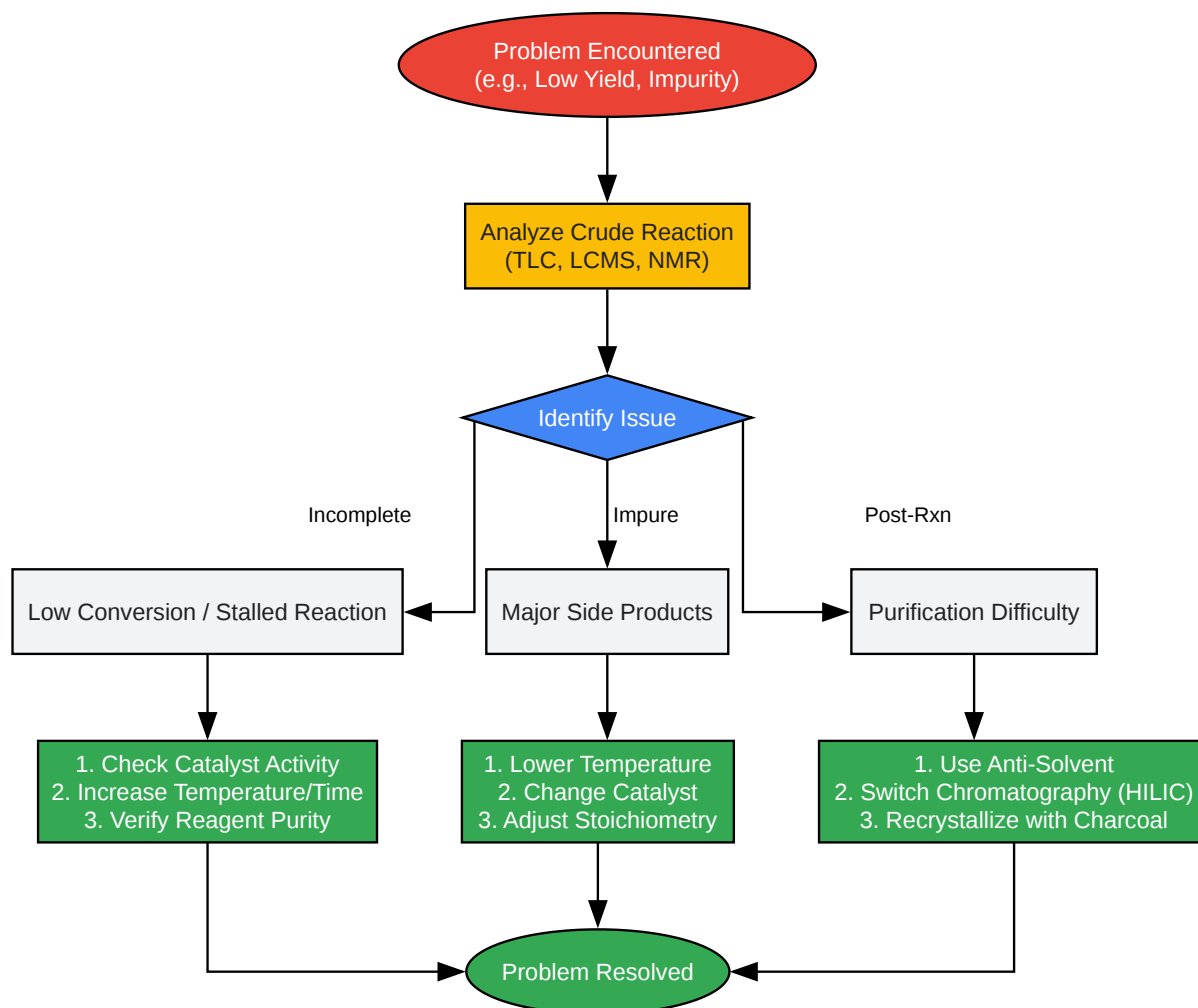 Problem Encountered
(e.g., Low Yield, Impurity)
Analyze Crude Reaction
(TLC, LCMS, NMR)
Identify Issue
Incomplete
Impure
Post-Rxn
Low Conversion / Stalled Reaction
Major Side Products
Purification Difficulty
1. Check Catalyst Activity
2. Increase Temperature/Time
3. Verify Reagent Purity
1. Lower Temperature
2. Change Catalyst
3. Adjust Stoichiometry
1. Use Anti-Solvent
2. Switch Chromatography (HILIC)
3. Recrystallize with Charcoal
Problem Resolved